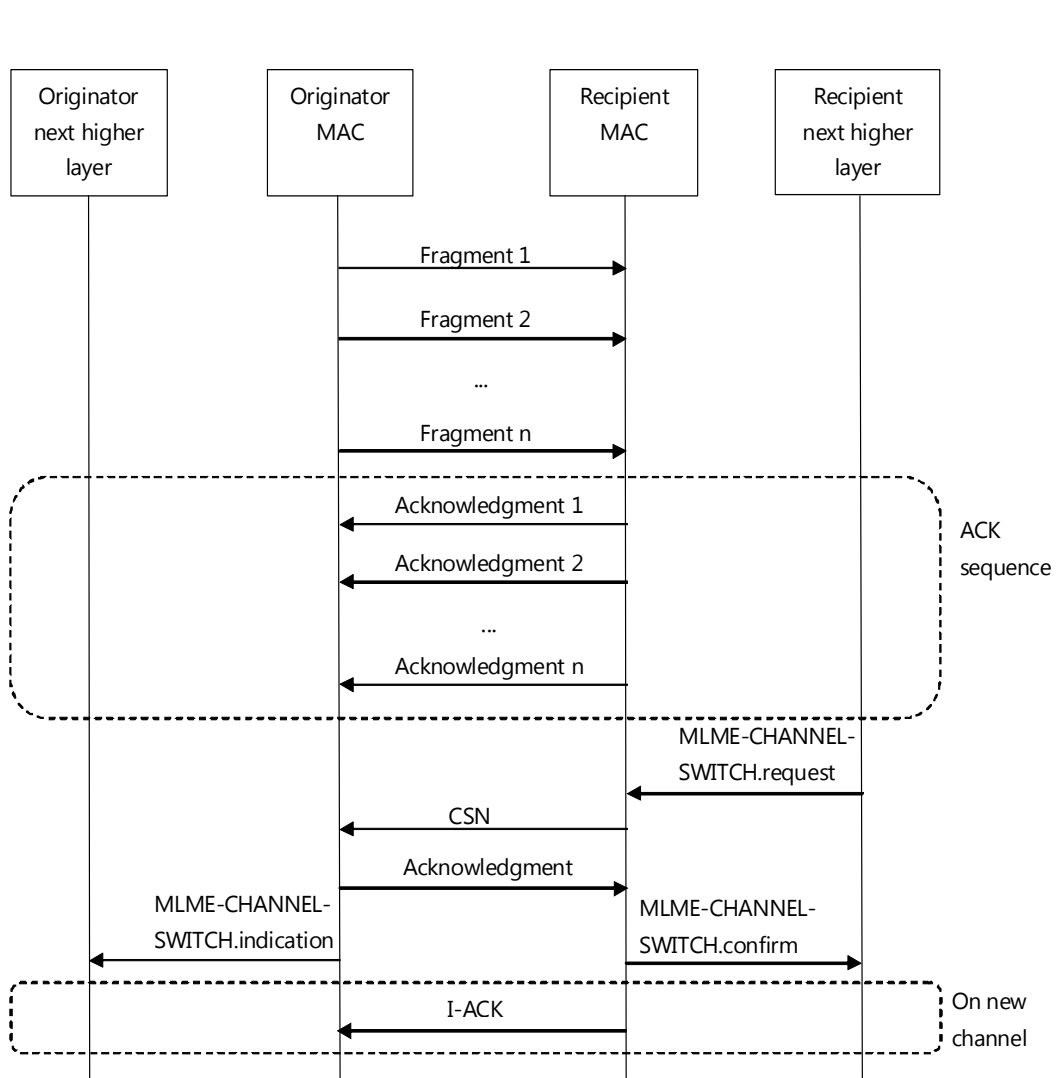 Originator
next higher
layer
Originator
MAC
Recipient
MAC
Recipient
next higher
layer
Fragment 1
Fragment 2
...
Fragment n
Acknowledgment 1
Acknowledgment 2
...
Acknowledgment n
ACK
sequence
MLME-CHANNEL-
SWITCH.request
CSN
Acknowledgment
MLME-CHANNEL-
SWITCH.indication
MLME-CHANNEL-
SWITCH.confirm
I-ACK
On new
channel